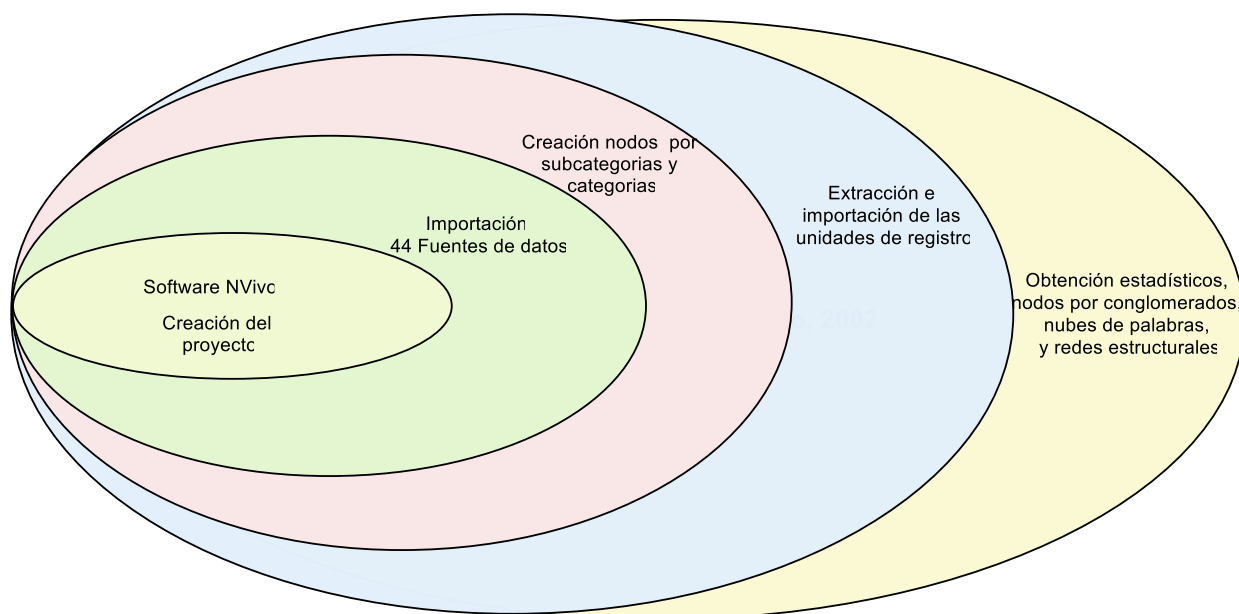 Creación nodos por
subcategorias y
categorias
Importación
44 Fuentes de datos
Software NVivo
Creación del
proyecto
Extracción e
importación de las
unidades de registro
Obtención estadísticos,
nodos por conglomerados,
nubes de palabras,
y redes estructurales
2002